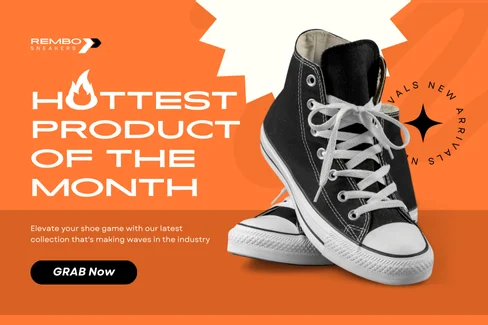 REMBO
SNEAKERS
HOTTEST
PRODUCT
OF THE
MONTH
Elevate your shoe game with our latest
collection that's making waves in the industry
GRAB Now
VALS NEW ARRIVALS N